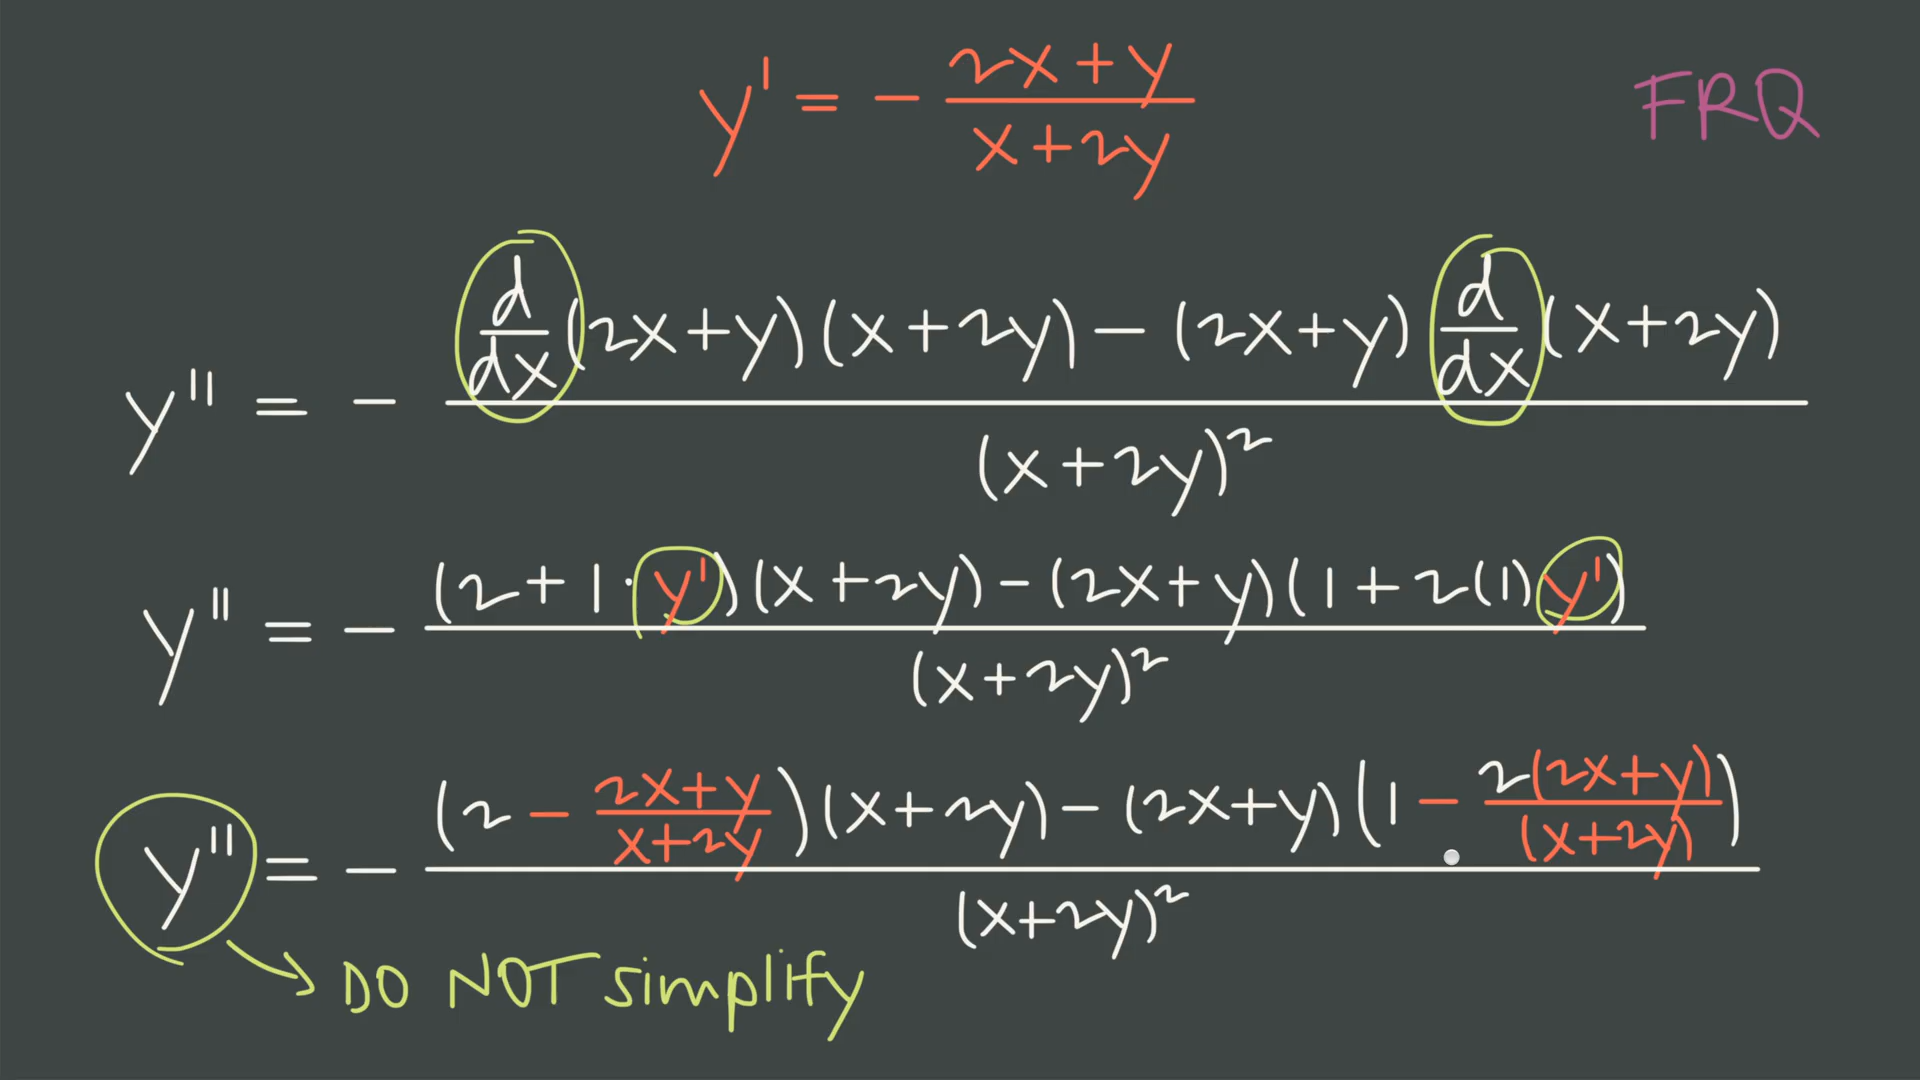 y' = - (2x+y)/(x+2y)
FRQ
y'' = - (d/dx (2x+y)(x+2y) - (2x+y) d/dx (x+2y))/(x+2y)²
y'' = - ((2+1·y')(x+2y) - (2x+y)(1+2(1)y'))/(x+2y)²
y'' = - ((2 - (2x+y)/(x+2y))(x+2y) - (2x+y)(1 - 2(2x+y)/(x+2y)))/(x+2y)²
DO NOT simplify